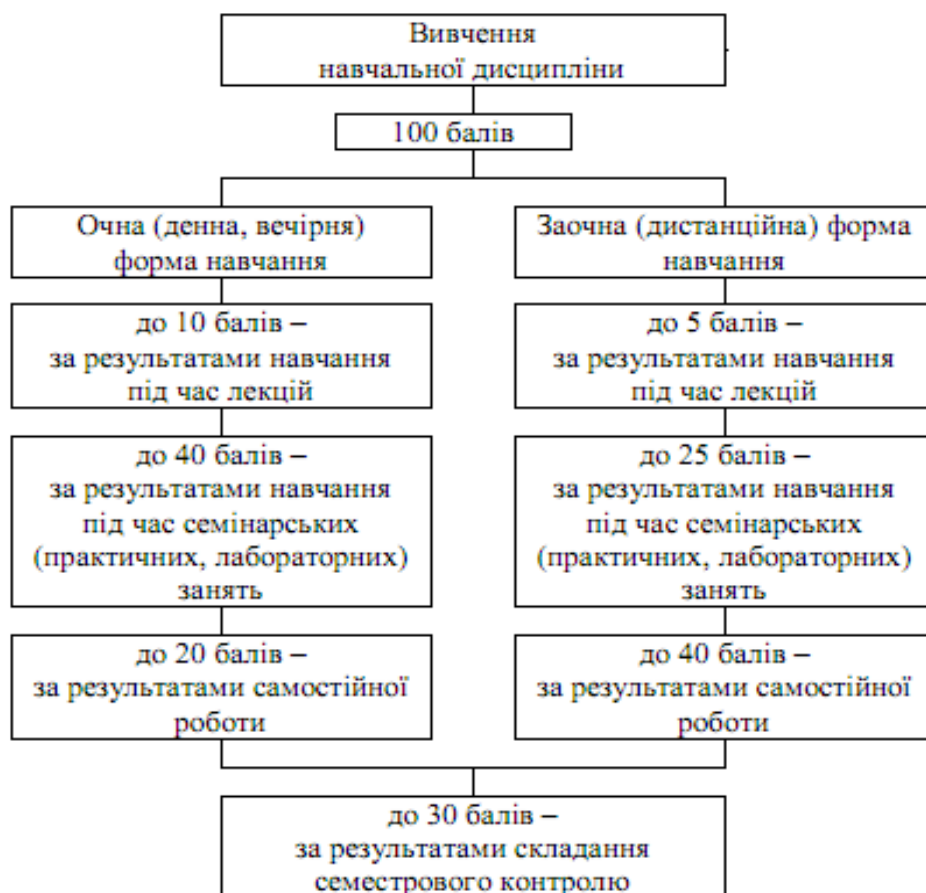 Вивчення
навчальної дисципліни
100 балів
Очна (денна, вечірня)
форма навчання
Заочна (дистанційна) форма
навчання
до 10 балів –
за результатами навчання
під час лекцій
до 5 балів –
за результатами навчання
під час лекцій
до 40 балів –
за результатами навчання
під час семінарських
(практичних, лабораторних)
занять
до 25 балів –
за результатами навчання
під час семінарських
(практичних, лабораторних)
занять
до 20 балів –
за результатами самостійної
роботи
до 40 балів –
за результатами самостійної
роботи
до 30 балів –
за результатами складання
семестрового контролю